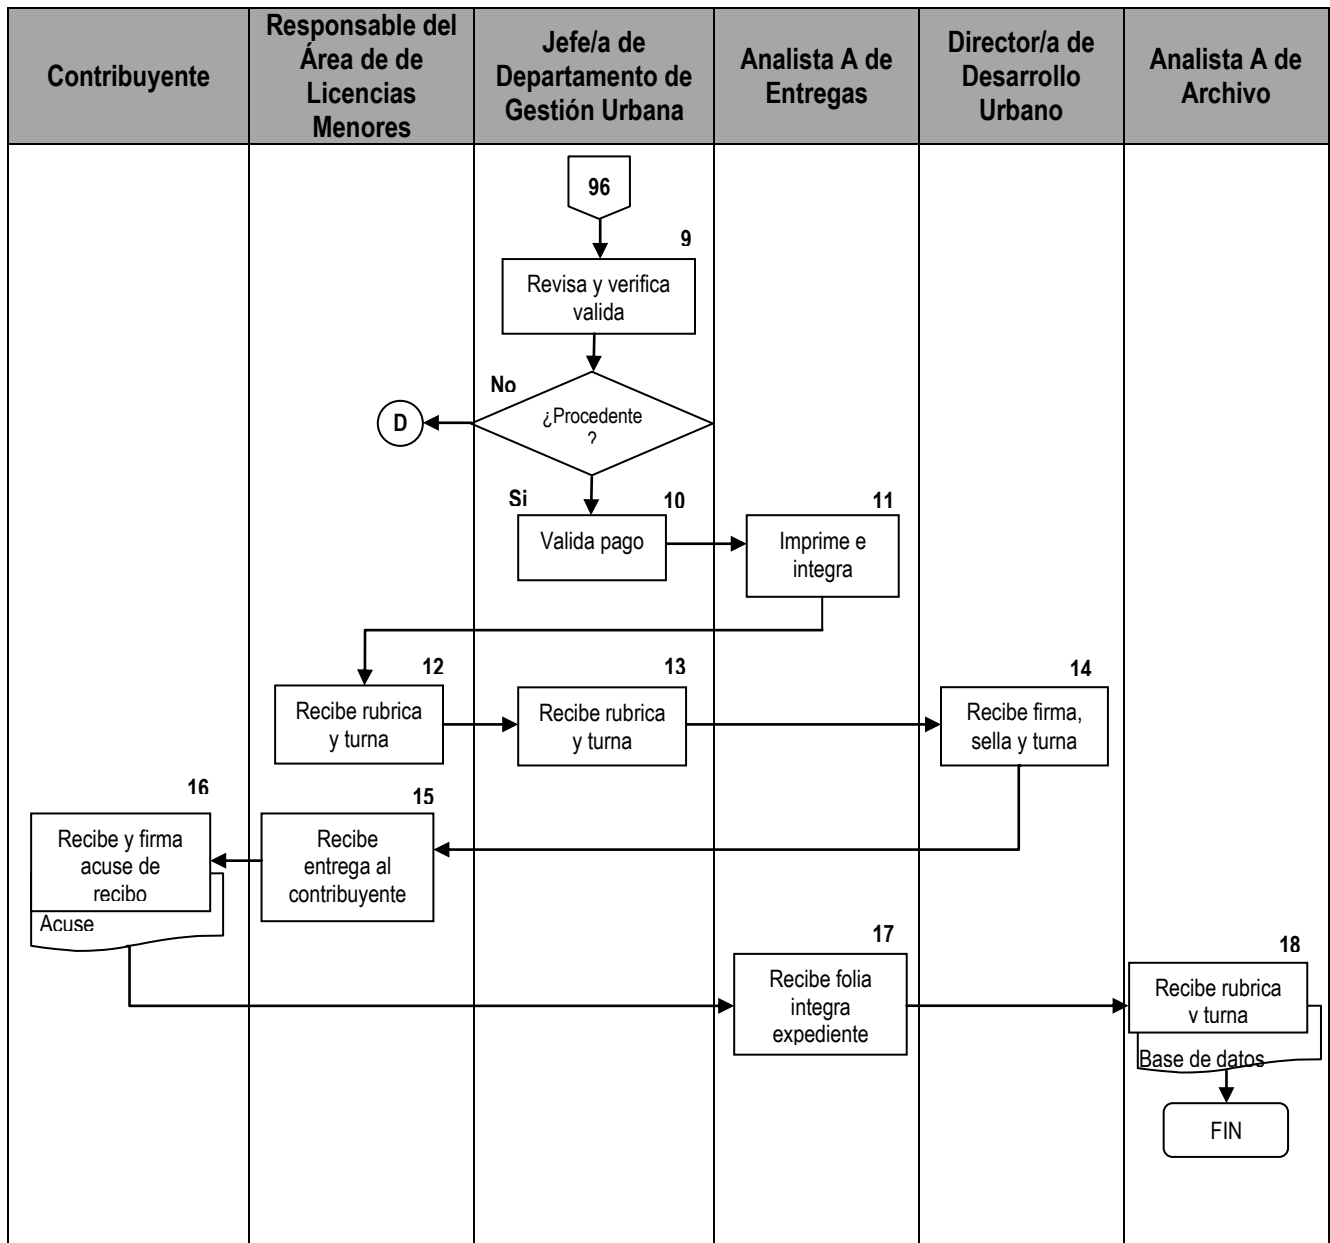 Contribuyente
Responsable del
Área de de
Licencias
Menores
Jefe/a de
Departamento de
Gestión Urbana
Analista A de
Entregas
Director/a de
Desarrollo
Urbano
Analista A de
Archivo
96
9
Revisa y verifica
valida
No
¿Procedente
?
D
Si
10
Valida pago
11
Imprime e
integra
12
Recibe rubrica
y turna
13
Recibe rubrica
y turna
14
Recibe firma,
sella y turna
16
Recibe y firma
acuse de
recibo
Acuse
15
Recibe
entrega al
contribuyente
17
Recibe folia
integra
expediente
18
Recibe rubrica
y turna
Base de datos
FIN